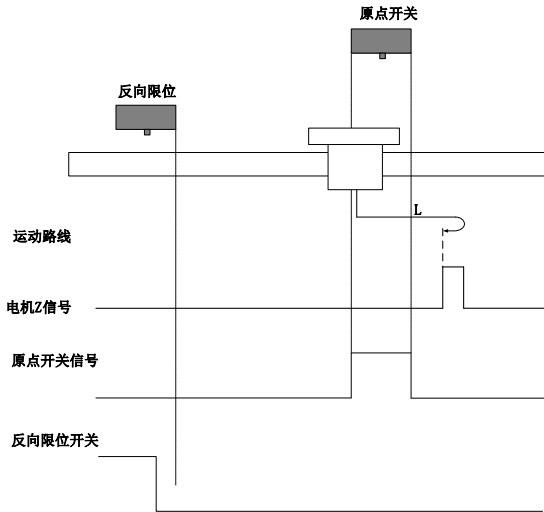 原点开关
反向限位
L
运动路线
电机Z信号
原点开关信号
反向限位开关